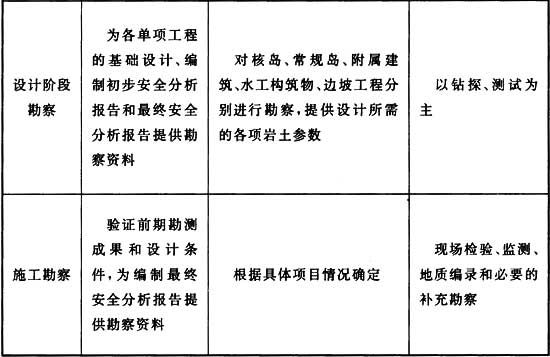 设计阶段
勘察
为各单项工程
的基础设计、编
制初步安全分析
报告和最终安全
分析报告提供勘
察资料
对核岛、常规岛、附属建
筑、水工构筑物、边坡工程分
别进行勘察,提供设计所需
的各项岩土参数
以钻探、测试为
主
施工勘察
验证前期勘测
成果和设计条
件,为编制最终
安全分析报告提
供勘察资料
根据具体项目情况确定
现场检验、监测、
地质编录和必要的
补充勘察